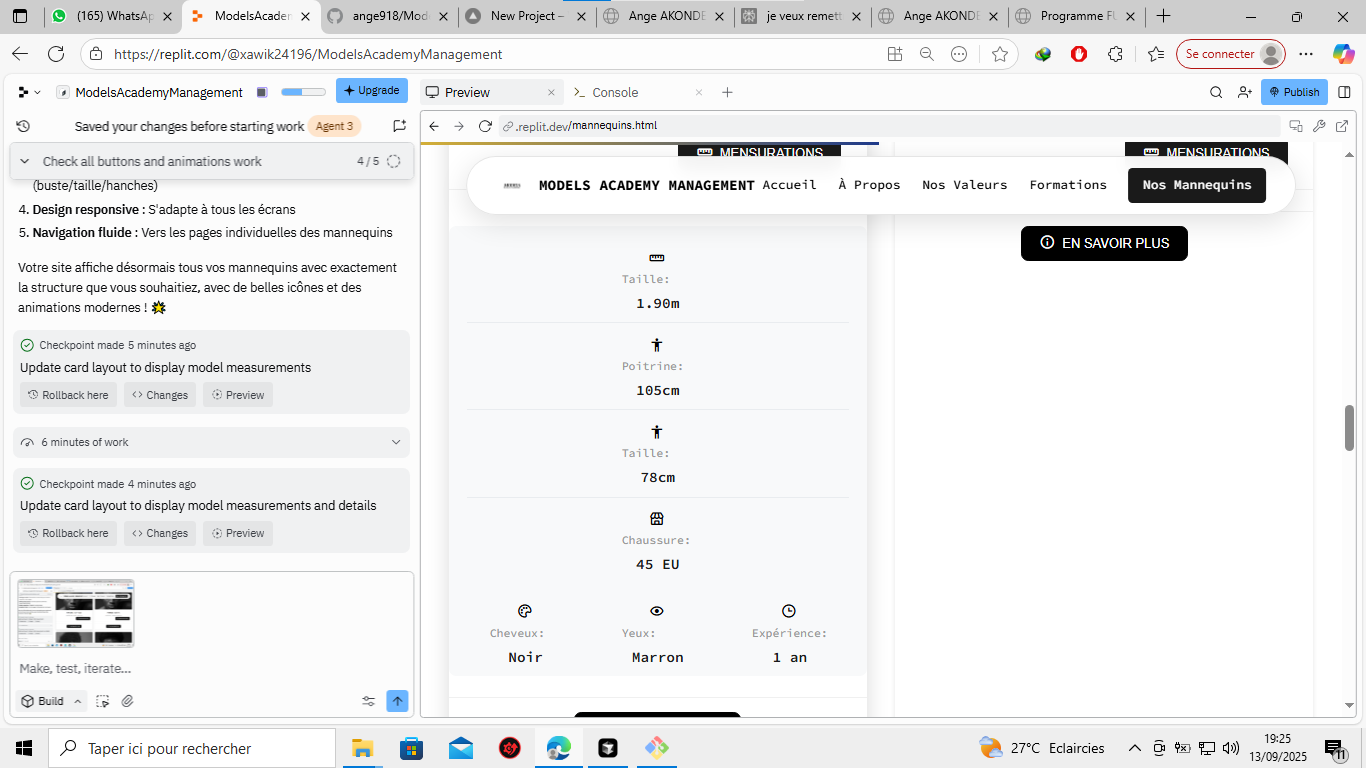 (165) WhatsAp
ModelsAcadem
ange918/Mode
New Project –
Ange AKONDE
je veux remett
Ange AKONDE
Programme FU
https://replit.com/@xawik24196/ModelsAcademyManagement
Se connecter
ModelsAcademyManagement
Upgrade
Preview
Console
Publish
Saved your changes before starting work
Agent 3
.replit.dev/mannequins.html
Check all buttons and animations work
4 / 5
(buste/taille/hanches)
4. Design responsive : S'adapte à tous les écrans
5. Navigation fluide : Vers les pages individuelles des mannequins
Votre site affiche désormais tous vos mannequins avec exactement
la structure que vous souhaitiez, avec de belles icônes et des
animations modernes ! 🌟
Checkpoint made 5 minutes ago
Update card layout to display model measurements
Rollback here
Changes
Preview
6 minutes of work
Checkpoint made 4 minutes ago
Update card layout to display model measurements and details
Rollback here
Changes
Preview
Make, test, iterate...
Build
MENSURATIONS
MENSURATIONS
MODELS ACADEMY MANAGEMENT
Accueil
À Propos
Nos Valeurs
Formations
Nos Mannequins
EN SAVOIR PLUS
Taille:
1.90m
Poitrine:
105cm
Taille:
78cm
Chaussure:
45 EU
Cheveux:
Noir
Yeux:
Marron
Expérience:
1 an
Taper ici pour rechercher
27°C Eclaircies
19:25
13/09/2025
11